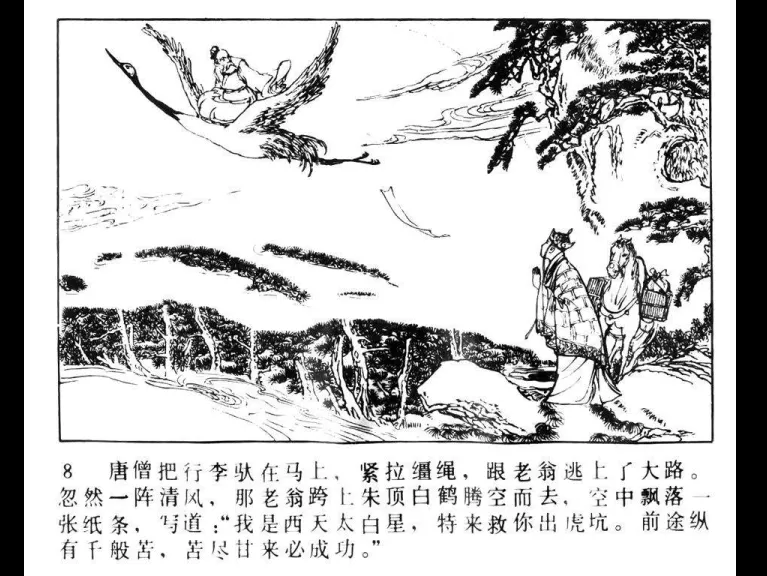 8 唐僧把行李驮在马上，紧拉缰绳，跟老翁逃上了大路。
忽然一阵清风，那老翁跨上朱顶白鹤腾空而去，空中飘落一
张纸条，写道：“我是西天太白星，特来救你出虎坑。前途纵
有千般苦，苦尽甘来必成功。”